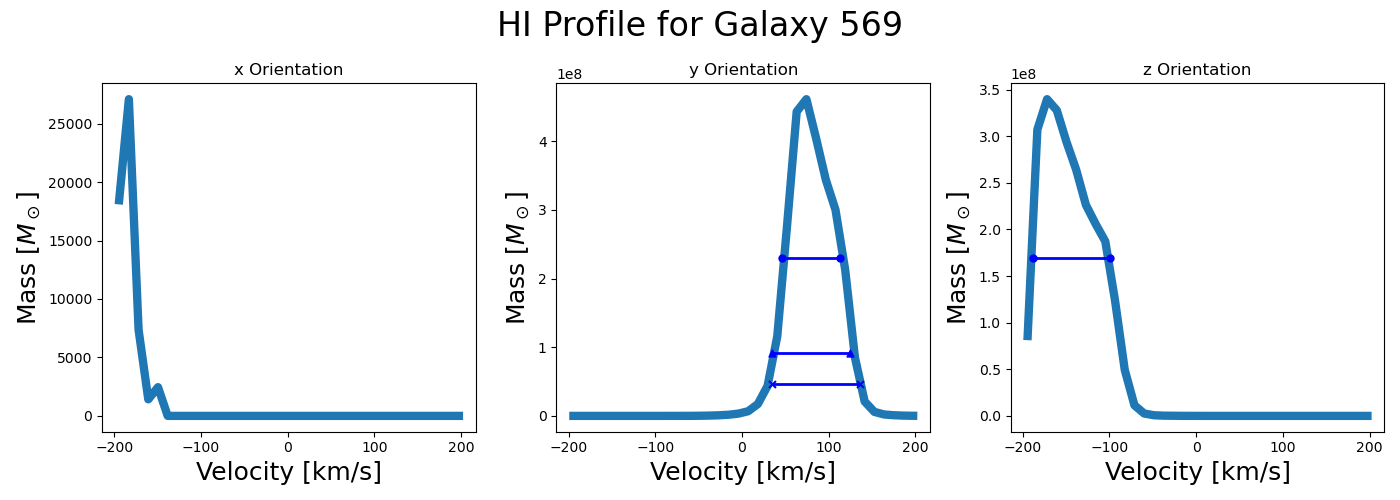 HI Profile for Galaxy 569
x Orientation
Mass [M_⊙]
25000
20000
15000
10000
5000
0
−200
−100
0
100
200
Velocity [km/s]
y Orientation
1e8
Mass [M_⊙]
4
3
2
1
0
−200
−100
0
100
200
Velocity [km/s]
z Orientation
1e8
Mass [M_⊙]
3.5
3.0
2.5
2.0
1.5
1.0
0.5
0.0
−200
−100
0
100
200
Velocity [km/s]